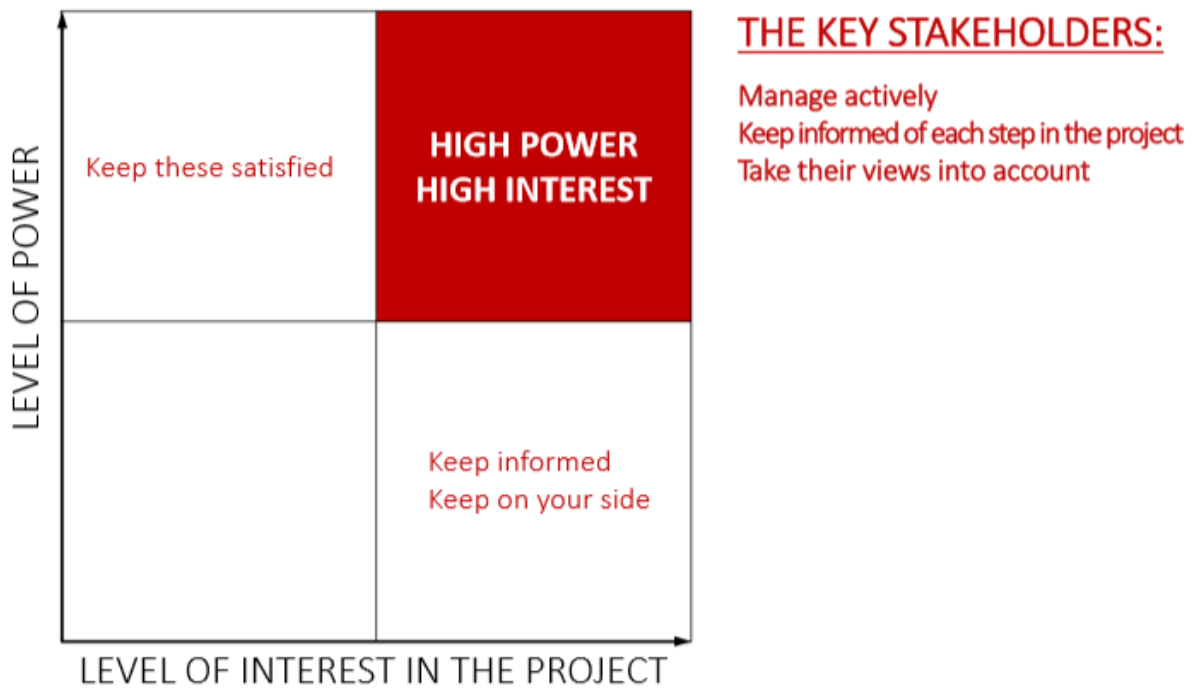 THE KEY STAKEHOLDERS:
Manage actively
Keep informed of each step in the project
Take their views into account
LEVEL OF POWER
Keep these satisfied
HIGH POWER
HIGH INTEREST
Keep informed
Keep on your side
LEVEL OF INTEREST IN THE PROJECT